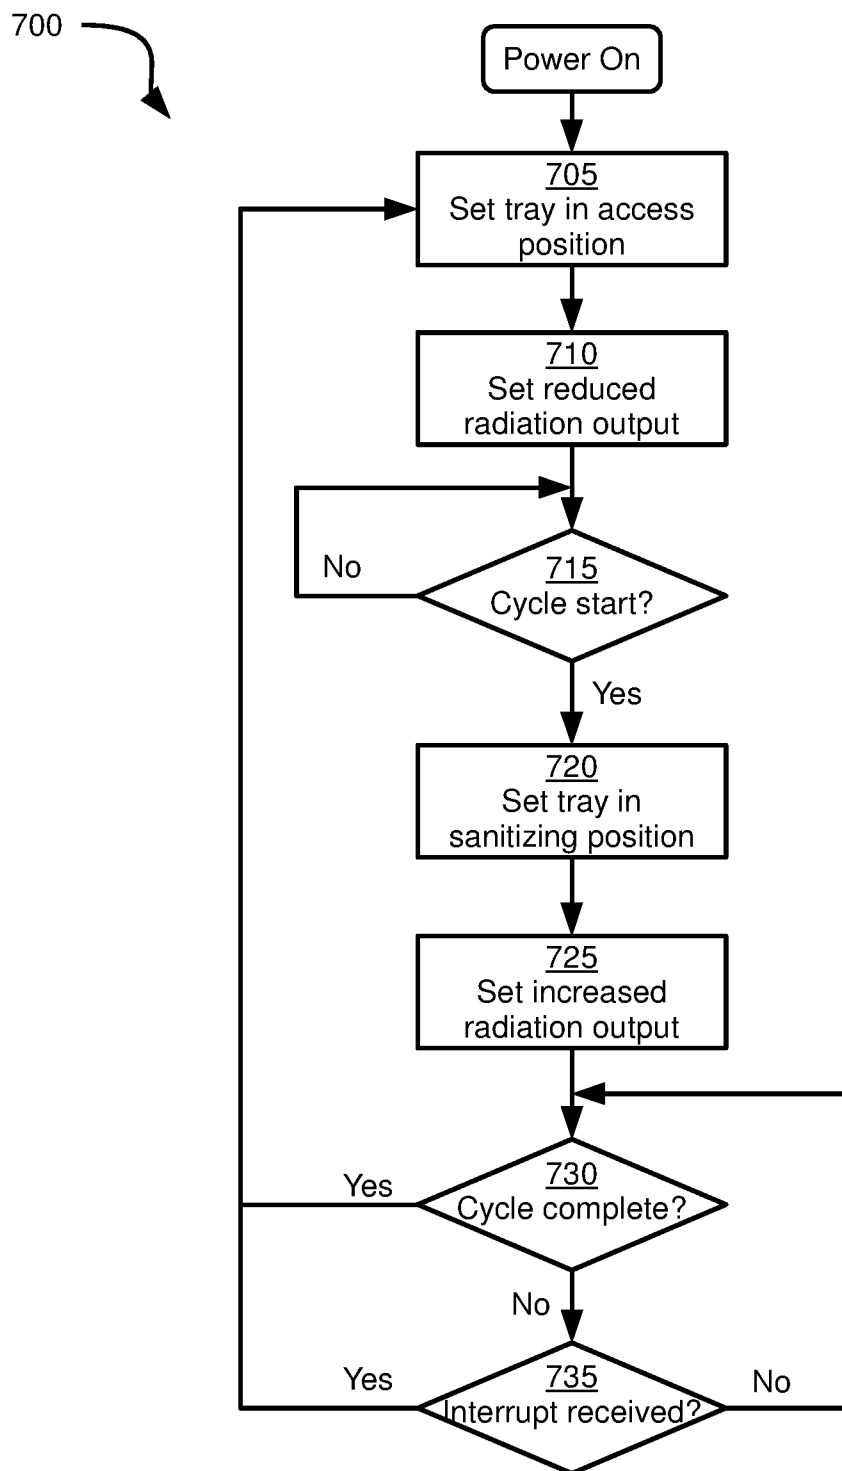 700
Power On
705
Set tray in access
position
710
Set reduced
radiation output
No
715
Cycle start?
Yes
720
Set tray in
sanitizing position
725
Set increased
radiation output
Yes
730
Cycle complete?
No
Yes
735
Interrupt received?
No